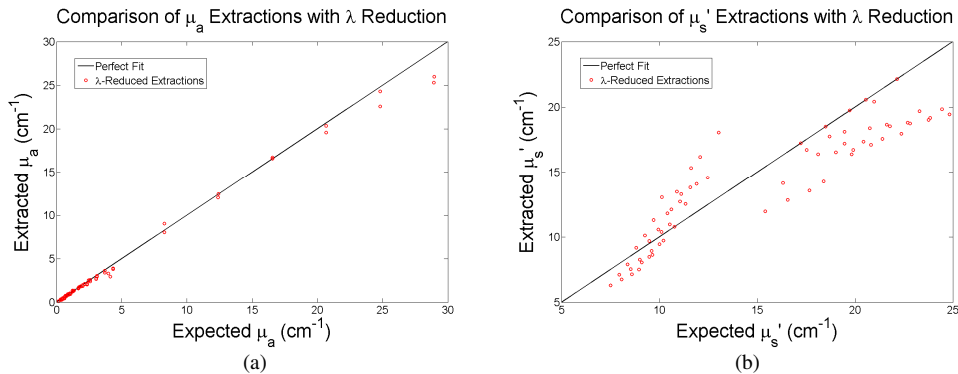 Comparison of μa Extractions with λ Reduction
30
25
20
15
10
5
0
0
5
10
15
20
25
30
Extracted μa (cm-1)
Expected μa (cm-1)
Perfect Fit
λ-Reduced Extractions
(a)
Comparison of μs' Extractions with λ Reduction
25
20
15
10
5
5
10
15
20
25
Extracted μs' (cm-1)
Expected μs' (cm-1)
Perfect Fit
λ-Reduced Extractions
(b)